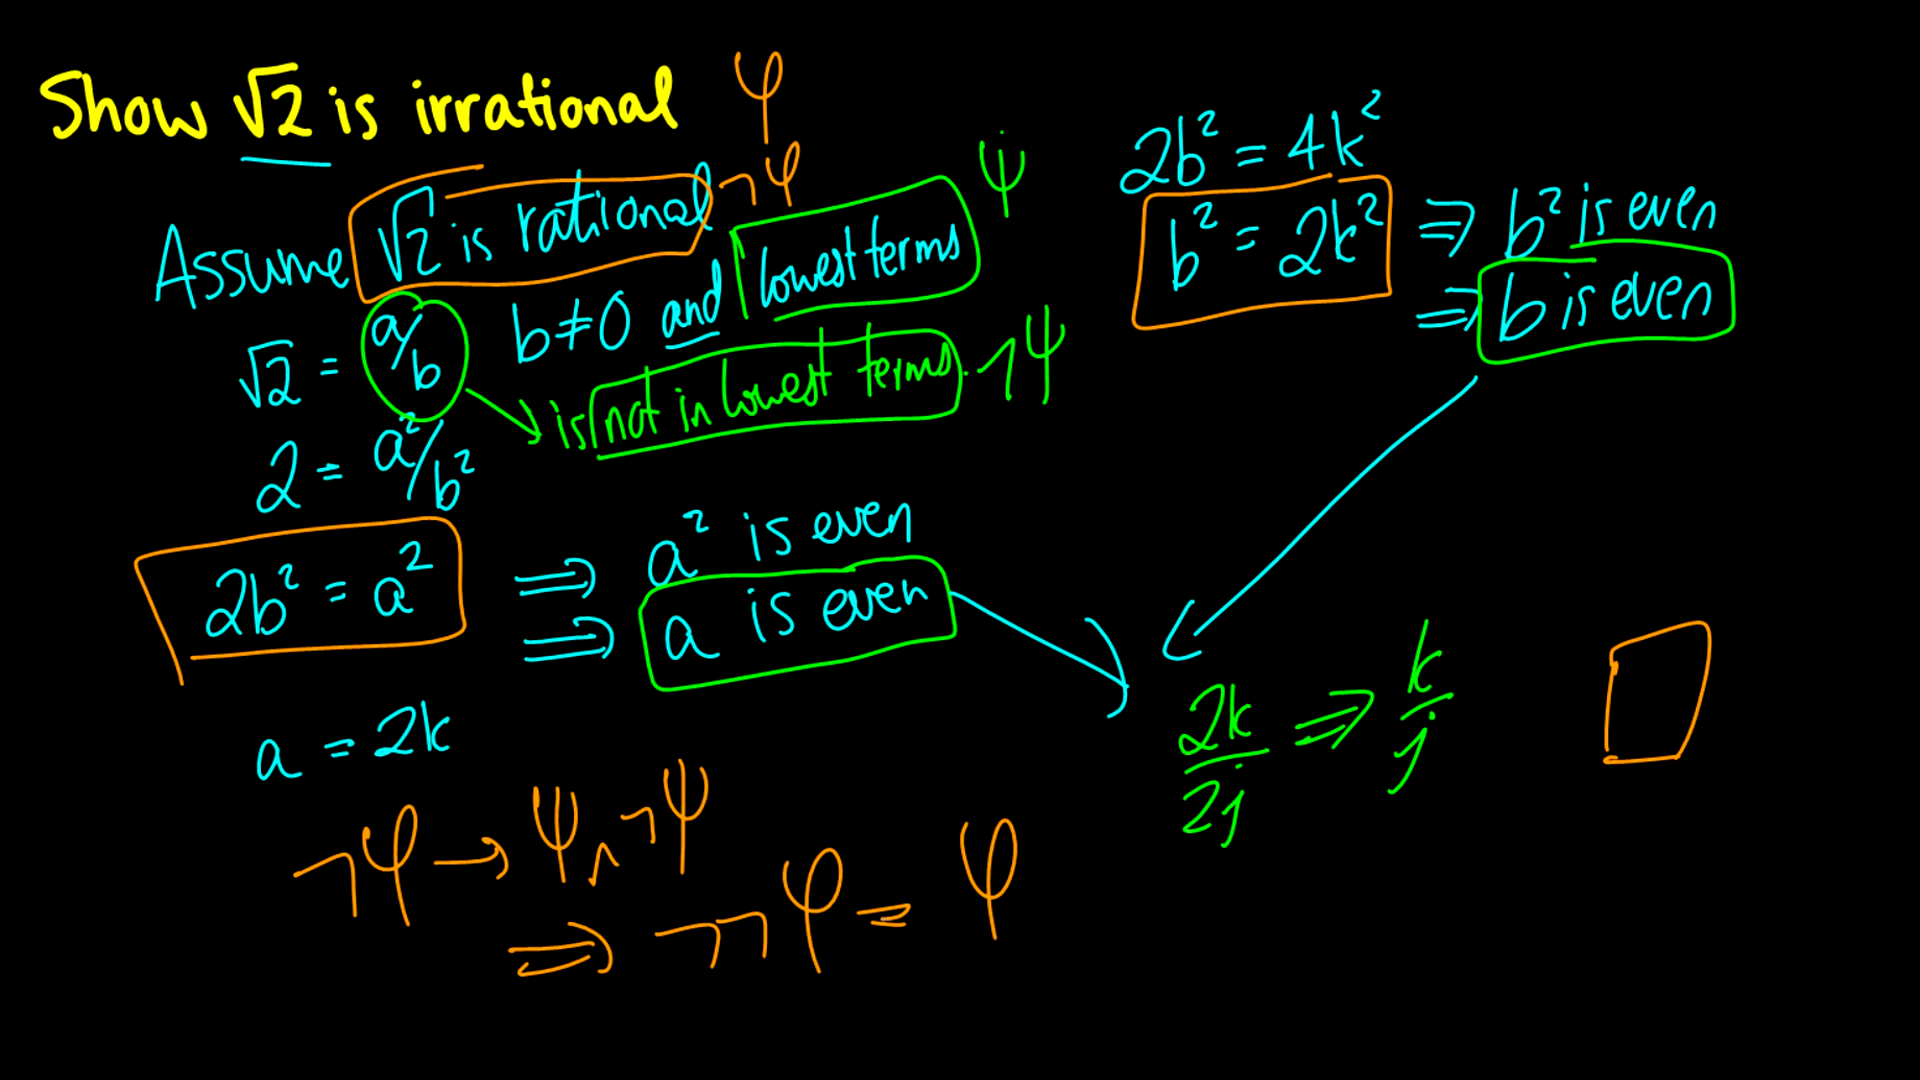 Show √2 is irrational φ
Assume √2 is rational ¬φ
√2 = a/b b≠0 and lowest terms ψ
is not in lowest terms. ¬ψ
2 = a²/b²
2b² = a² ⇒ a² is even
⇒ a is even
a = 2k
2b² = 4k²
b² = 2k² ⇒ b² is even
⇒ b is even
2k/2j ⇒ k/j
¬φ → ψ ∧ ¬ψ
⇒ ¬¬φ = φ